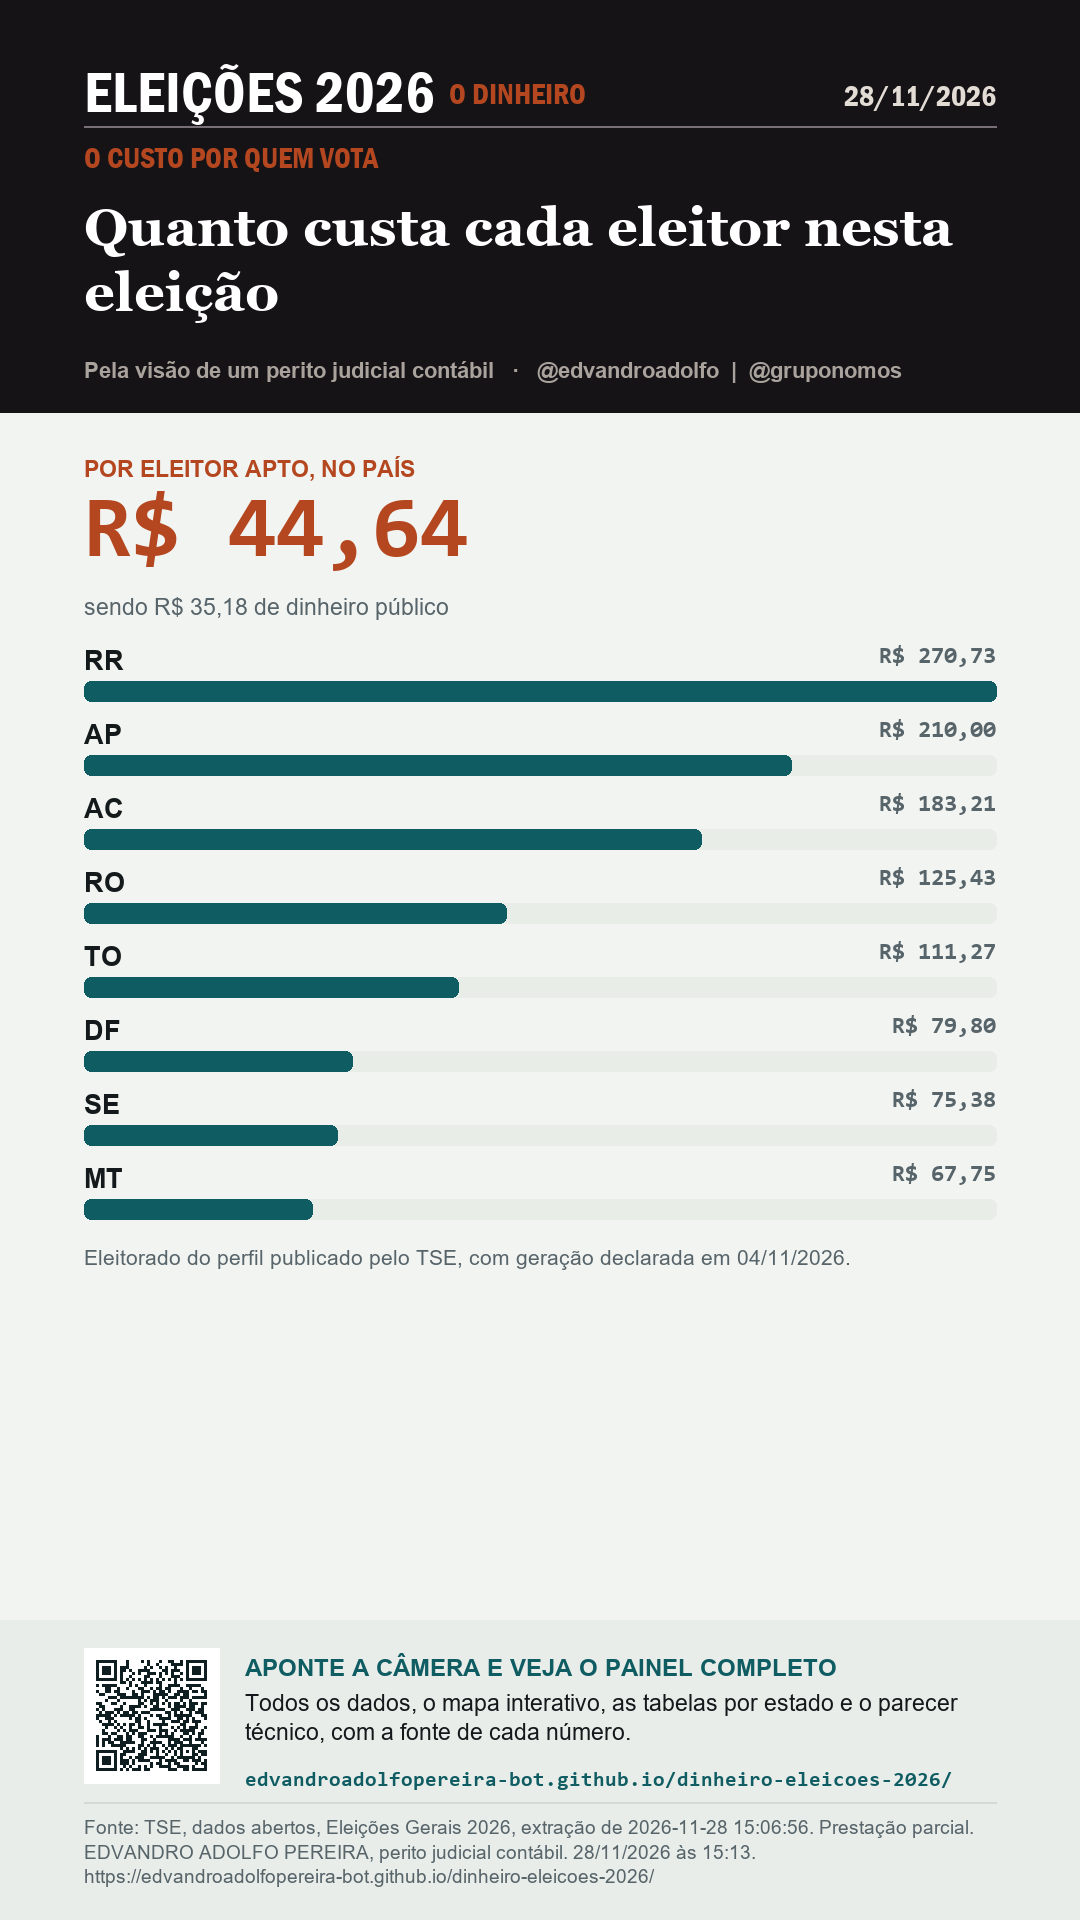 ELEIÇÕES 2026 O DINHEIRO 28/11/2026
O CUSTO POR QUEM VOTA
Quanto custa cada eleitor nesta
eleição
Pela visão de um perito judicial contábil · @edvandroadolfo | @gruponomos
POR ELEITOR APTO, NO PAÍS
R$ 44,64
sendo R$ 35,18 de dinheiro público
RR R$ 270,73
AP R$ 210,00
AC R$ 183,21
RO R$ 125,43
TO R$ 111,27
DF R$ 79,80
SE R$ 75,38
MT R$ 67,75
Eleitorado do perfil publicado pelo TSE, com geração declarada em 04/11/2026.
APONTE A CÂMERA E VEJA O PAINEL COMPLETO
Todos os dados, o mapa interativo, as tabelas por estado e o parecer
técnico, com a fonte de cada número.
edvandroadolfopereira-bot.github.io/dinheiro-eleicoes-2026/
Fonte: TSE, dados abertos, Eleições Gerais 2026, extração de 2026-11-28 15:06:56. Prestação parcial.
EDVANDRO ADOLFO PEREIRA, perito judicial contábil. 28/11/2026 às 15:13.
https://edvandroadolfopereira-bot.github.io/dinheiro-eleicoes-2026/